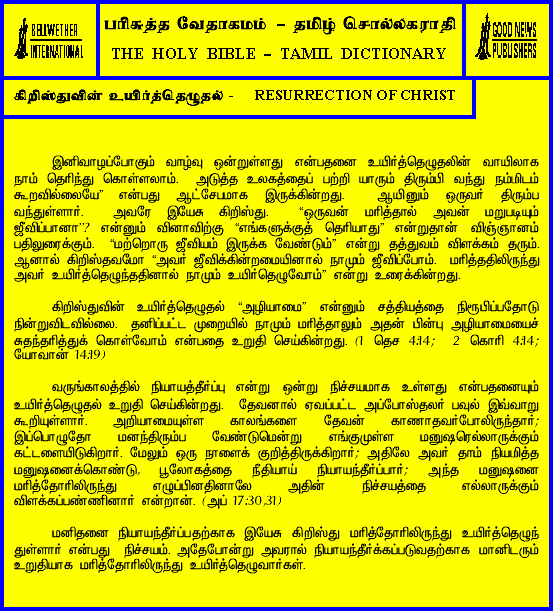 BELLWETHER
INTERNATIONAL
பரிசுத்த வேதாகமம் - தமிழ் சொல்லகராதி
THE HOLY BIBLE - TAMIL DICTIONARY
GOOD NEWS
PUBLISHERS
கிறிஸ்துவின் உயிர்த்தெழுதல் - RESURRECTION OF CHRIST
இனிவாழப்போகும் வாழ்வு ஒன்றுள்ளது என்பதனை உயிர்த்தெழுதலின் வாயிலாக
நாம் தெரிந்து கொள்ளலாம். அடுத்த உலகத்தைப் பற்றி யாரும் திரும்பி வந்து நம்மிடம்
கூறவில்லையே” என்பது ஆட்சேபமாக இருக்கின்றது. ஆயினும் ஒருவர் திரும்ப
வந்துள்ளார். அவரே இயேசு கிறிஸ்து. “ஒருவன் மரித்தால் அவன் மறுபடியும்
ஜீவிப்பானா”? என்னும் வினாவிற்கு “எங்களுக்குத் தெரியாது” என்றுதான் விஞ்ஞானம்
பதிலுரைக்கும். “மற்றொரு ஜீவியம் இருக்க வேண்டும்” என்று தத்துவம் விளக்கம் தரும்.
ஆனால் கிறிஸ்தவமோ “அவர் ஜீவிக்கின்றமையினால் நாமும் ஜீவிப்போம். மரித்ததிலிருந்து
அவர் உயிர்த்தெழுந்ததினால் நாமும் உயிர்தெழுவோம்” என்று உரைக்கின்றது.
கிறிஸ்துவின் உயிர்த்தெழுதல் “அழியாமை” என்னும் சத்தியத்தை நிரூபிப்பதோடு
நின்றுவிடவில்லை. தனிப்பட்ட முறையில் நாமும் மரித்தாலும் அதன் பின்பு அழியாமையைச்
சுதந்தரித்துக் கொள்வோம் என்பதை உறுதி செய்கின்றது. (1 தெச 4:14; 2 கொரி 4:14;
யோவான் 14:19)
வருங்காலத்தில் நியாயத்தீர்ப்பு என்று ஒன்று நிச்சயமாக உள்ளது என்பதனையும்
உயிர்த்தெழுதல் உறுதி செய்கின்றது. தேவனால் ஏவப்பட்ட அப்போஸ்தலர் பவுல் இவ்வாறு
கூறியுள்ளார். அறியாமையுள்ள காலங்களை தேவன் காணாதவர்போலிருந்தார்;
இப்பொழுதோ மனந்திரும்ப வேண்டுமென்று எங்குமுள்ள மனுஷரெல்லாருக்கும்
கட்டளையிடுகிறார். மேலும் ஒரு நாளைக் குறித்திருக்கிறார்; அதிலே அவர் தாம் நியமித்த
மனுஷனைக்கொண்டு, பூலோகத்தை நீதியாய் நியாயந்தீர்ப்பார்; அந்த மனுஷனை
மரித்தோரிலிருந்து எழுப்பினதினாலே அதின் நிச்சயத்தை எல்லாருக்கும்
விளக்கப்பண்ணினார் என்றான். (அப் 17:30,31)
மனிதனை நியாயந்தீர்ப்பதற்காக இயேசு கிறிஸ்து மரித்தோரிலிருந்து உயிர்த்தெழுந்
துள்ளார் என்பது நிச்சயம். அதேபோன்று அவரால் நியாயந்தீர்க்கப்படுவதற்காக மானிடரும்
உறுதியாக மரித்தோரிலிருந்து உயிர்த்தெழுவார்கள்.